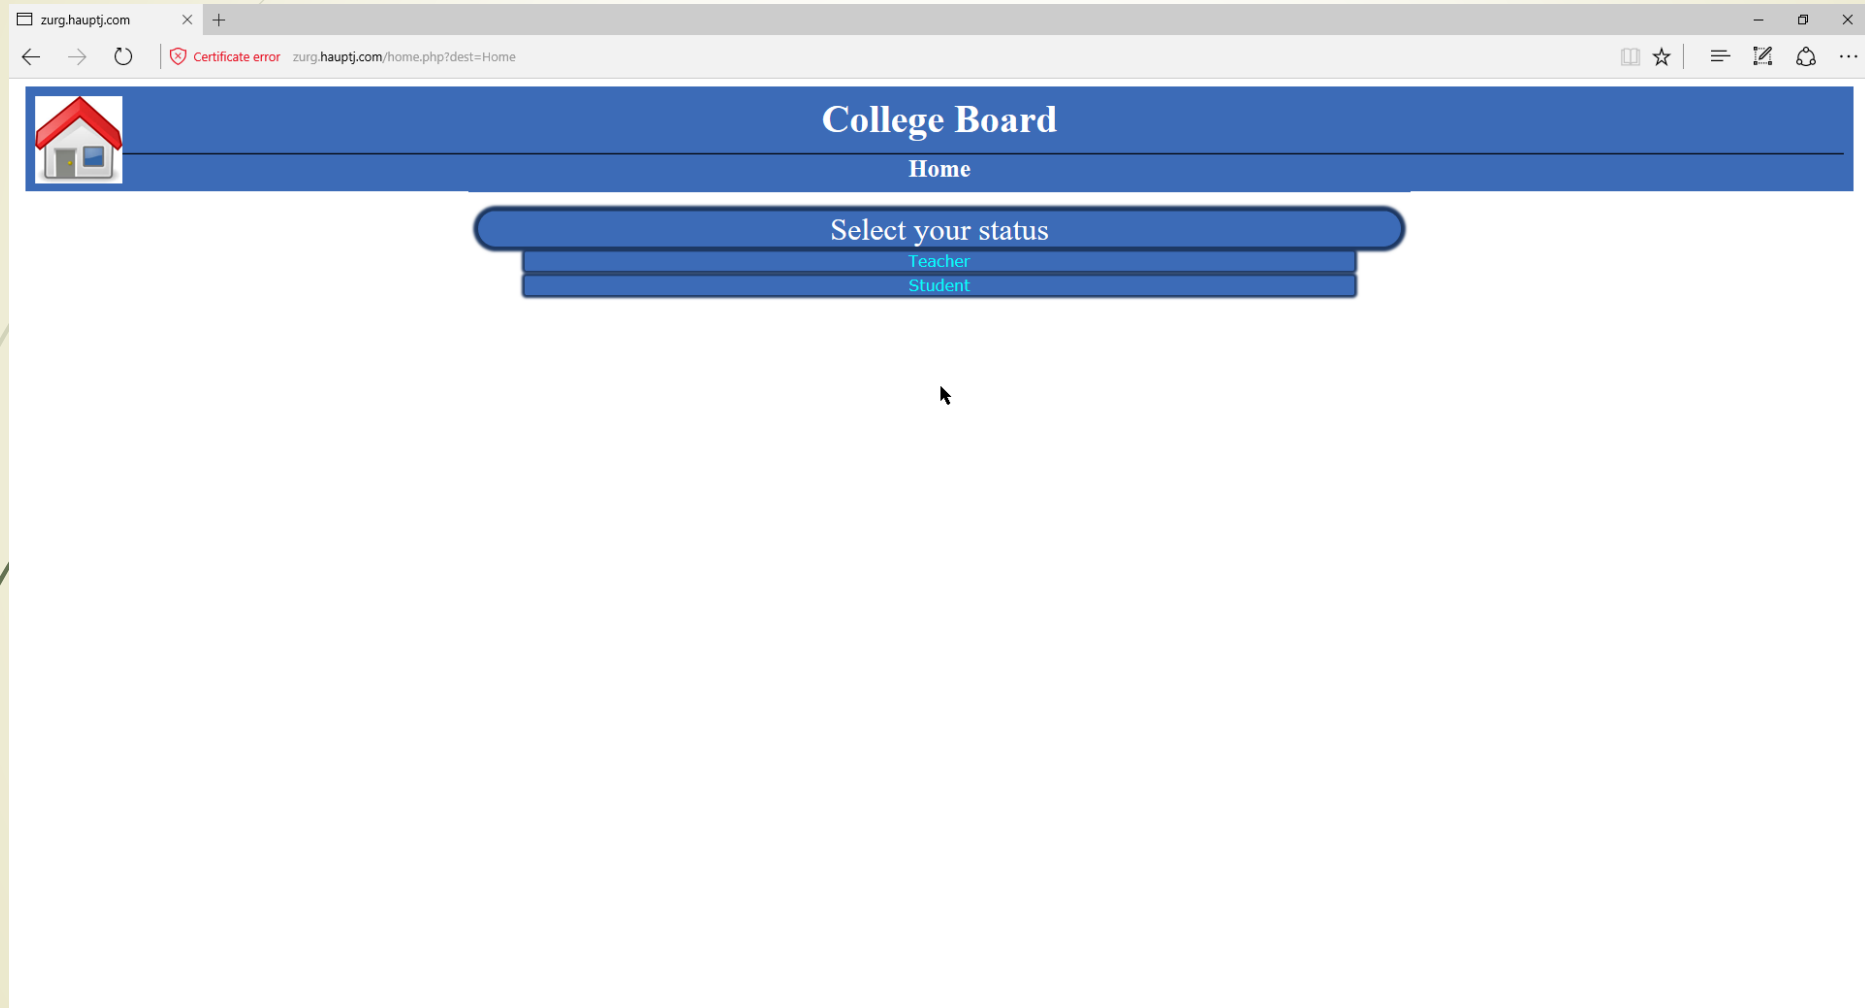 zurg.hauptj.com
Certificate error zurg.hauptj.com/home.php?dest=Home
College Board
Home
Select your status
Teacher
Student